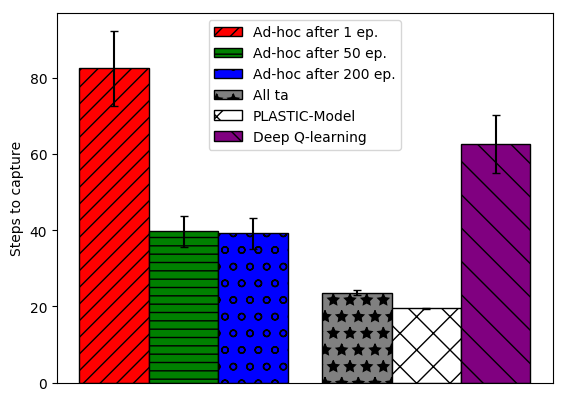 Ad-hoc after 1 ep.
Ad-hoc after 50 ep.
Ad-hoc after 200 ep.
All ta
PLASTIC-Model
Deep Q-learning
Steps to capture
80
60
40
20
0